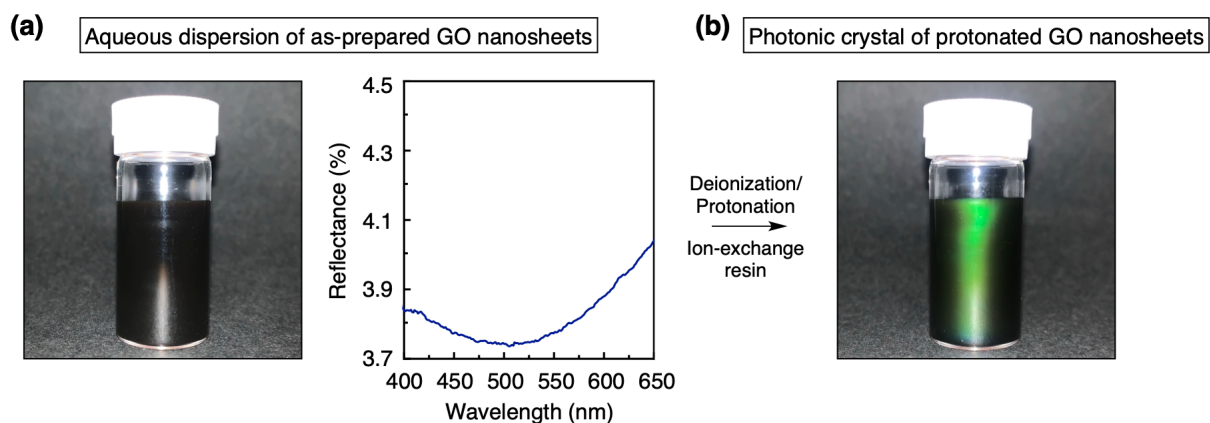 (a)
Aqueous dispersion of as-prepared GO nanosheets
4.5
4.3
4.1
3.9
3.7
Reflectance (%)
400 450 500 550 600 650
Wavelength (nm)
Deionization/
Protonation
Ion-exchange
resin
(b)
Photonic crystal of protonated GO nanosheets